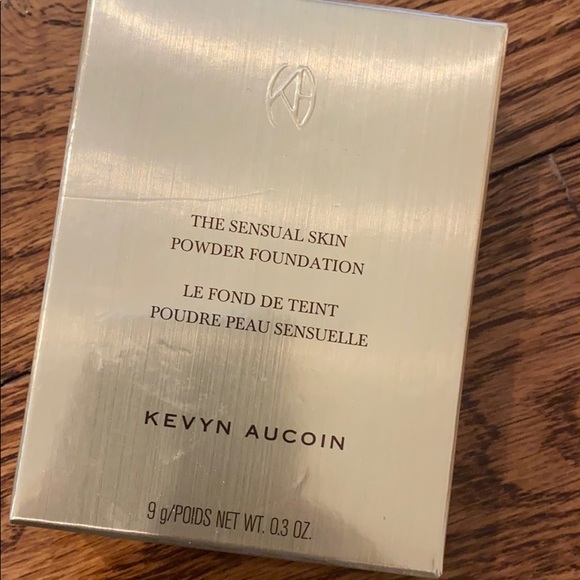 KA
THE SENSUAL SKIN
POWDER FOUNDATION
LE FOND DE TEINT
POUDRE PEAU SENSUELLE
KEVYN AUCOIN
9 g/POIDS NET WT. 0.3 OZ.